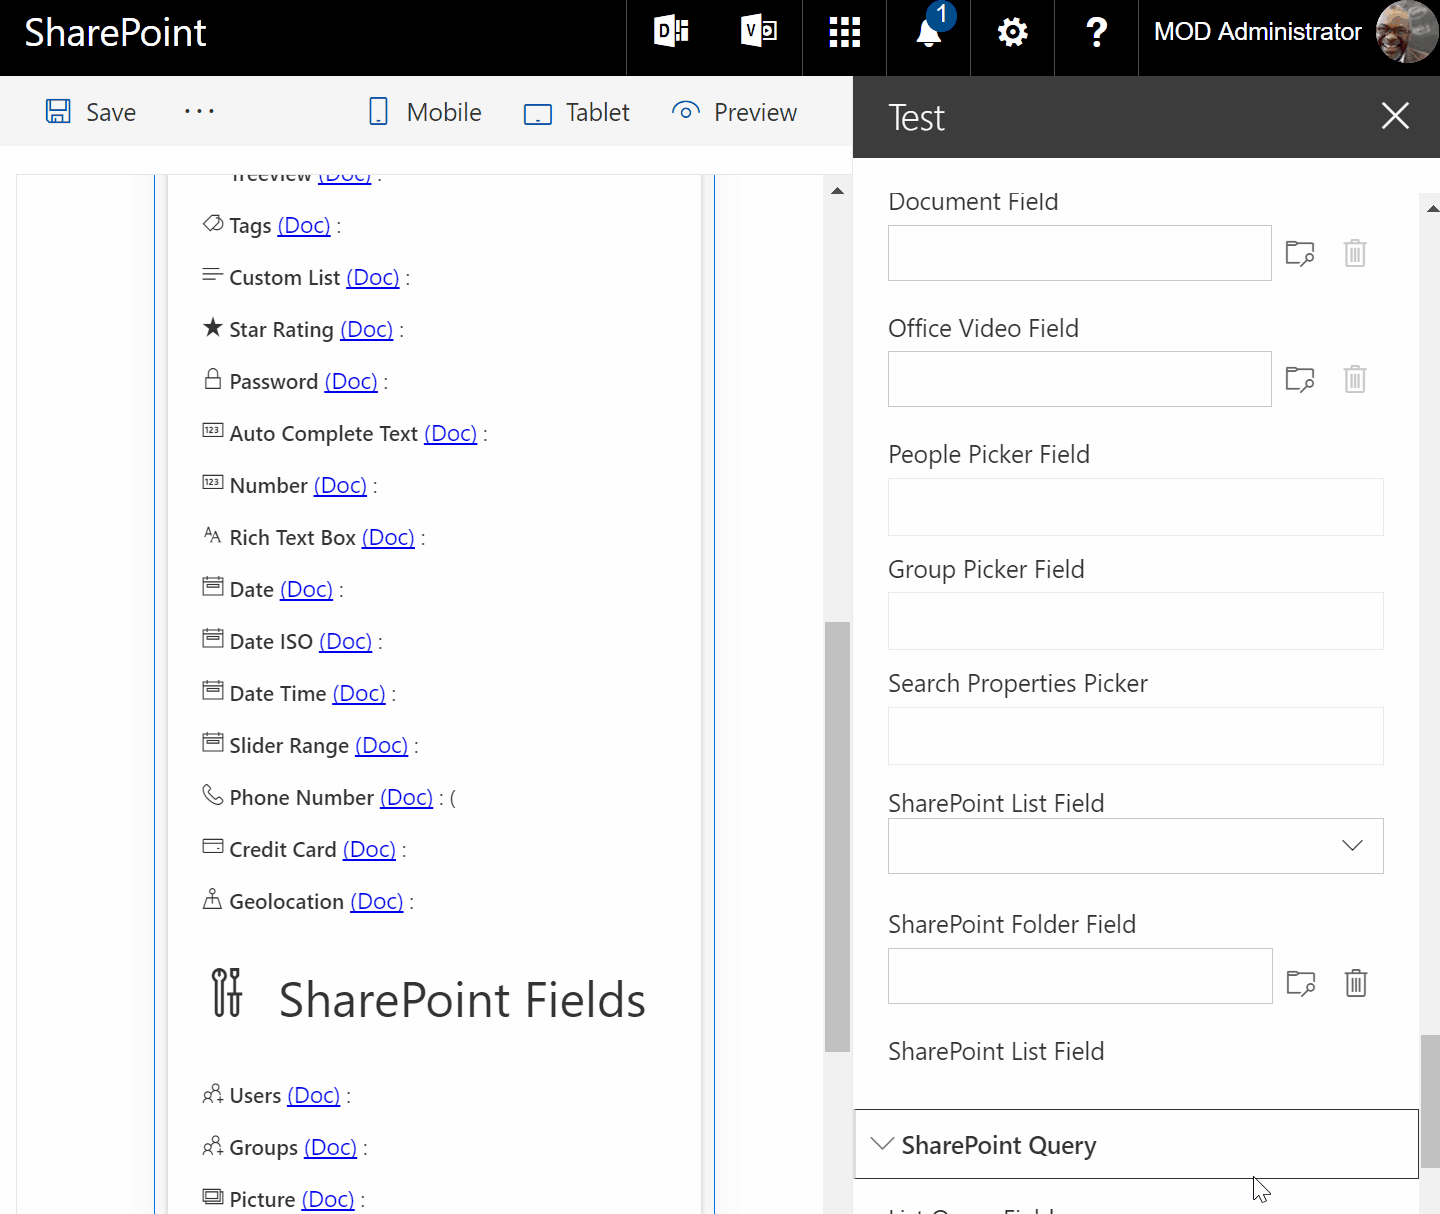 SharePoint
1
MOD Administrator
Save
Mobile
Tablet
Preview
Test
Treeview (Doc) :
Tags (Doc) :
Custom List (Doc) :
Star Rating (Doc) :
Password (Doc) :
Auto Complete Text (Doc) :
Number (Doc) :
Rich Text Box (Doc) :
Date (Doc) :
Date ISO (Doc) :
Date Time (Doc) :
Slider Range (Doc) :
Phone Number (Doc) : (
Credit Card (Doc) :
Geolocation (Doc) :
SharePoint Fields
Users (Doc) :
Groups (Doc) :
Picture (Doc) :
Document Field
Office Video Field
People Picker Field
Group Picker Field
Search Properties Picker
SharePoint List Field
SharePoint Folder Field
SharePoint List Field
SharePoint Query